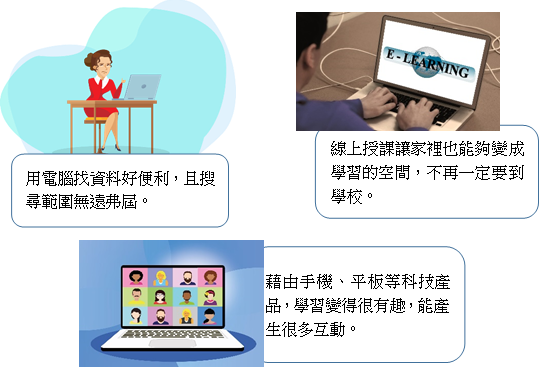 E - LEARNING
用電腦找資料好便利，且搜
尋範圍無遠弗屆。
線上授課讓家裡也能夠變成
學習的空間，不再一定要到
學校。
藉由手機、平板等科技產
品，學習變得很有趣，能產
生很多互動。